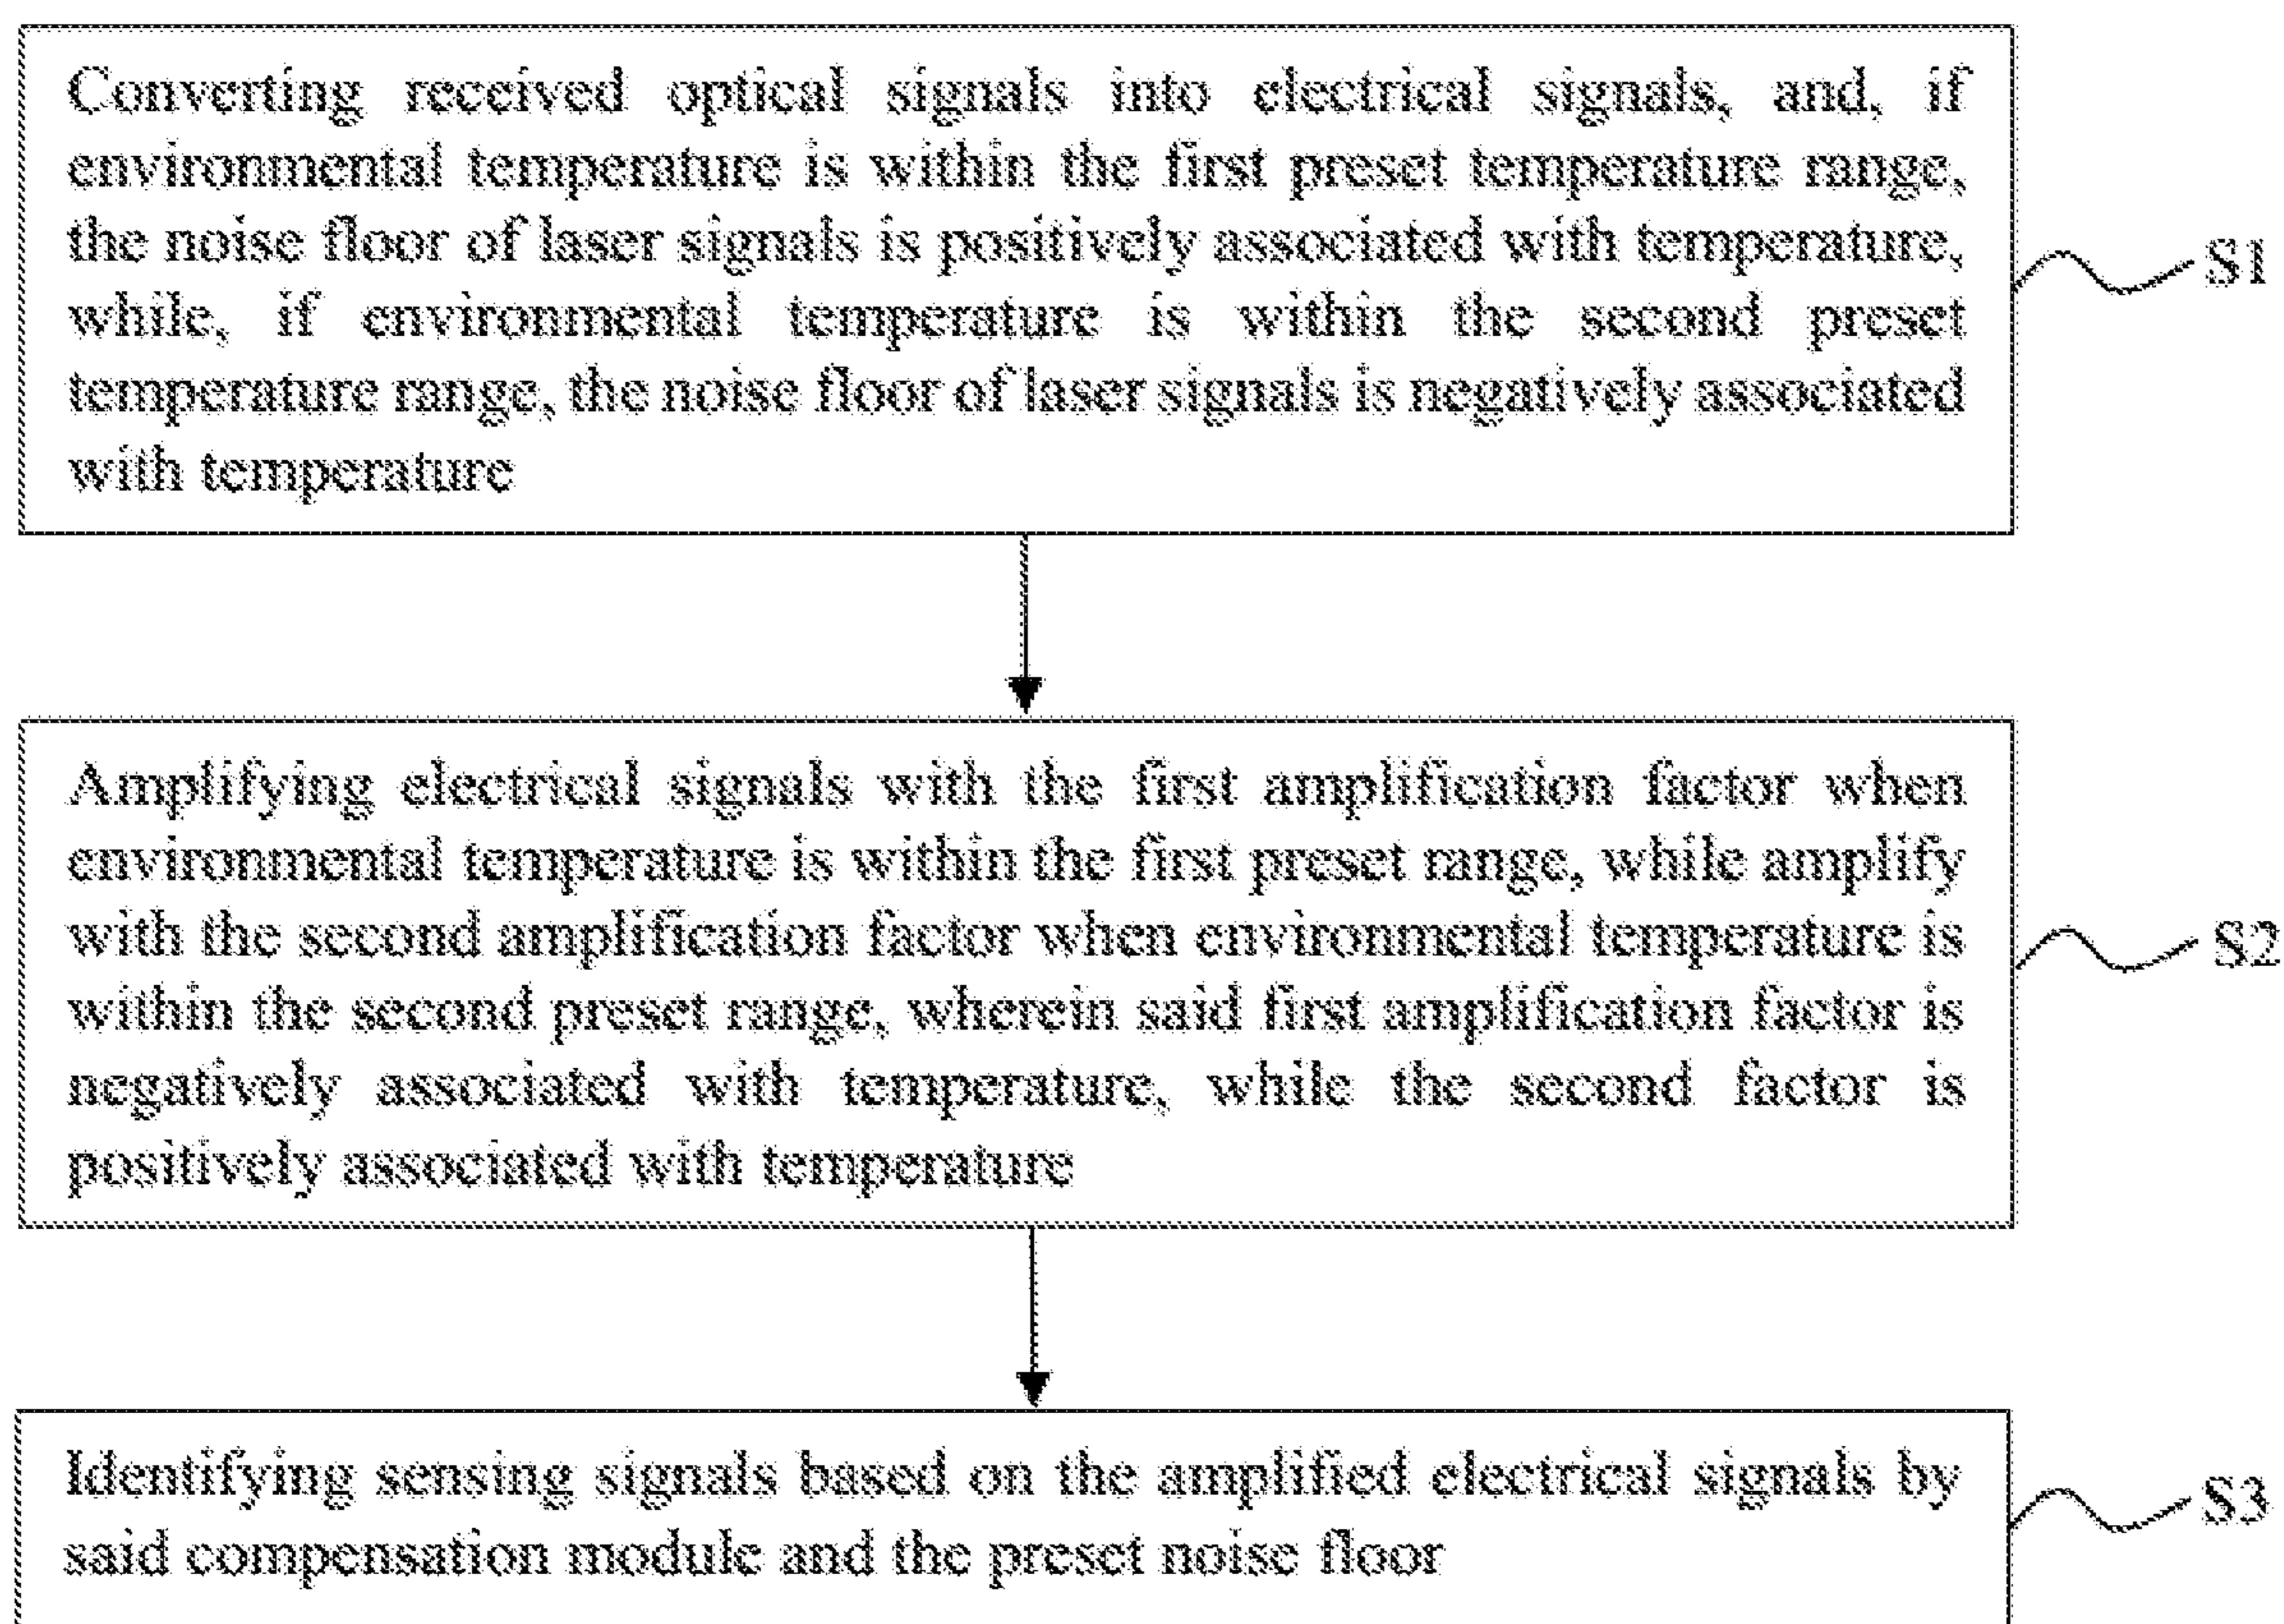 Converting received optical signals into electrical signals, and, if
environmental temperature is within the first preset temperature range,
the noise floor of laser signals is positively associated with temperature,
while, if environmental temperature is within the second preset
temperature range, the noise floor of laser signals is negatively associated
with temperature
S1
Amplifying electrical signals with the first amplification factor when
environmental temperature is within the first preset range, while amplify
with the second amplification factor when environmental temperature is
within the second preset range, wherein said first amplification factor is
negatively associated with temperature, while the second factor is
positively associated with temperature
S2
Identifying sensing signals based on the amplified electrical signals by
said compensation module and the preset noise floor
S3